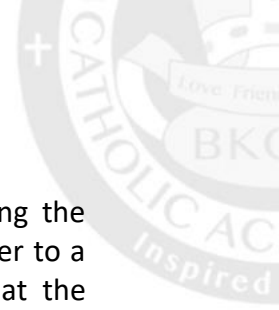 Love Frien
BKC
CATHOLIC AC
Inspired
ng the
er to a
at the